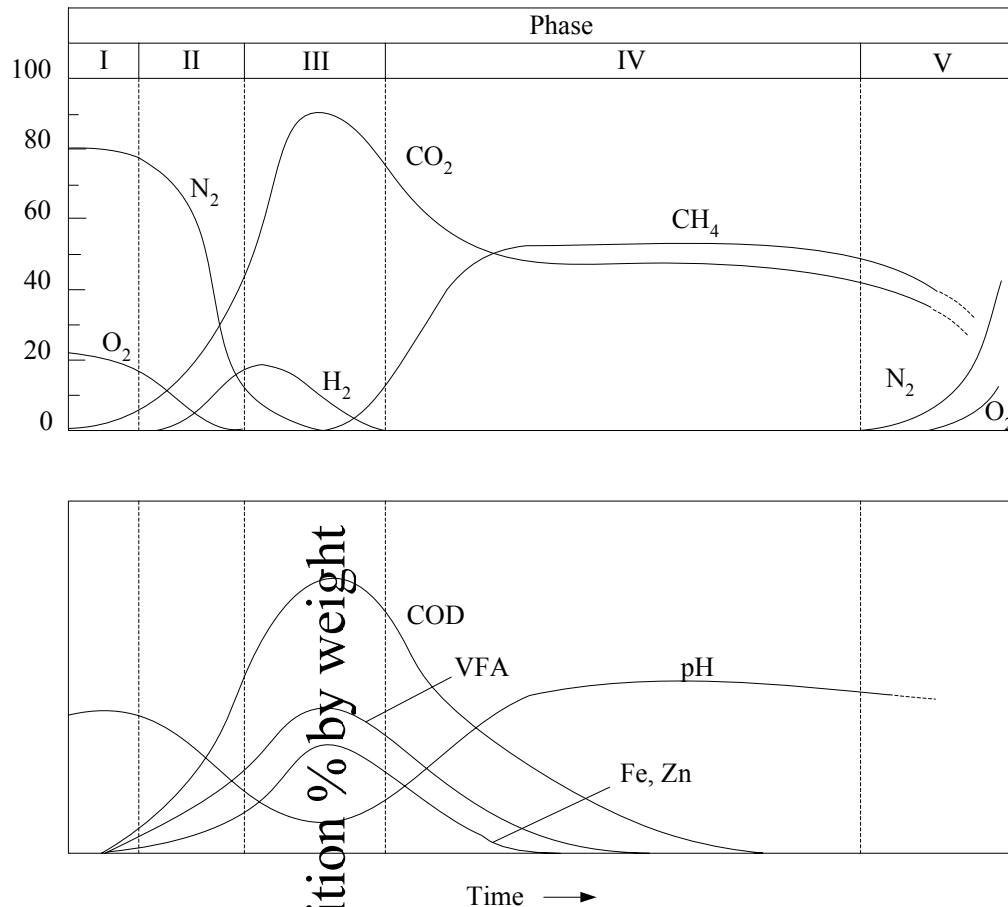 Phase
I II III IV V
100
80
60
40
20
0
N2
O2
CO2
H2
CH4
N2
O2
COD
VFA
pH
Fe, Zn
ition % by weight
Time